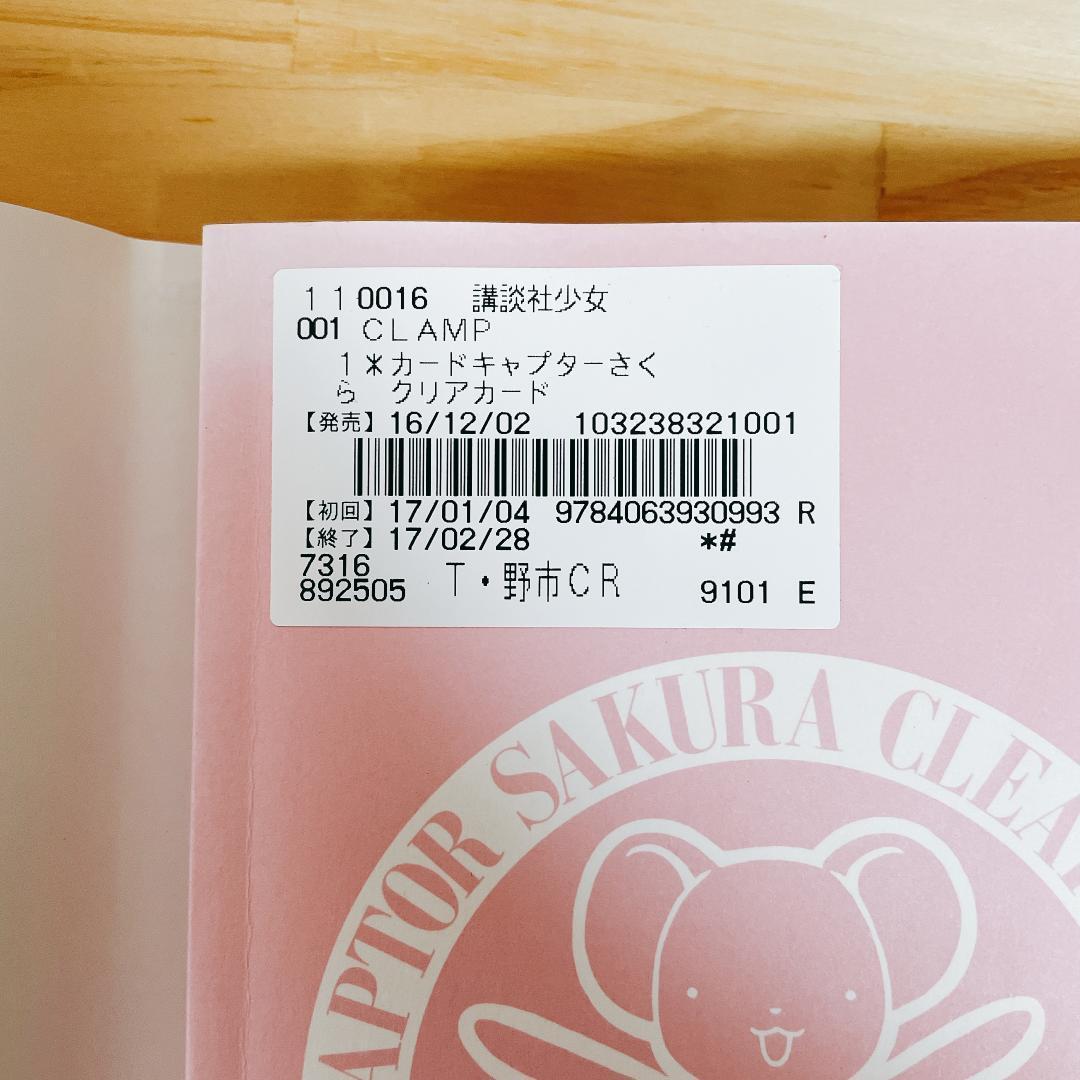 １１0016　講談社少女
001 ＣＬＡＭＰ
１＊カードキャプターさく
ら　クリアカード
【発売】16/12/02　103238321001
【初回】17/01/04　9784063930993 R
【終了】17/02/28　*#
7316
892505　Ｔ・野市ＣＲ　9101 E
APTOR SAKURA CLEA